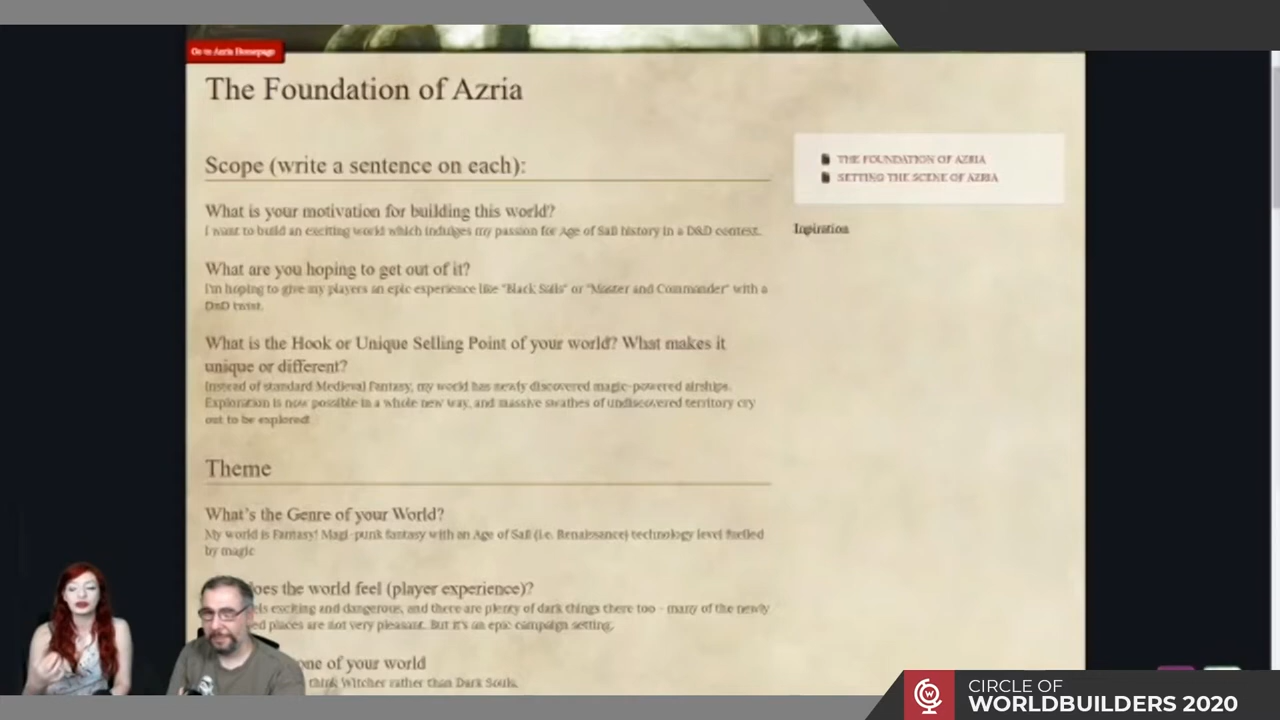 Go to Azria Homepage
The Foundation of Azria
Scope (write a sentence on each):
What is your motivation for building this world?
I want to build an exciting world which indulges my passion for Age of Sail history in a D&D context.
What are you hoping to get out of it?
I'm hoping to give my players an epic experience like "Black Sails" or "Master and Commander" with a
DnD twist.
What is the Hook or Unique Selling Point of your world? What makes it
unique or different?
Instead of standard Medieval Fantasy, my world has newly discovered magic-powered airships.
Exploration is now possible in a whole new way, and massive swathes of undiscovered territory cry
out to be explored!
Theme
What's the Genre of your World?
My world is Fantasy! Magi-punk fantasy with an Age of Sail (i.e. Renaissance) technology level fuelled
by magic
does the world feel (player experience)?
exciting and dangerous, and there are plenty of dark things there too - many of the newly
places are not very pleasant. But it's an epic campaign setting.
of your world
think Witcher rather than Dark Souls.
THE FOUNDATION OF AZRIA
SETTING THE SCENE OF AZRIA
Inpiration
CIRCLE OF
WORLDBUILDERS 2020